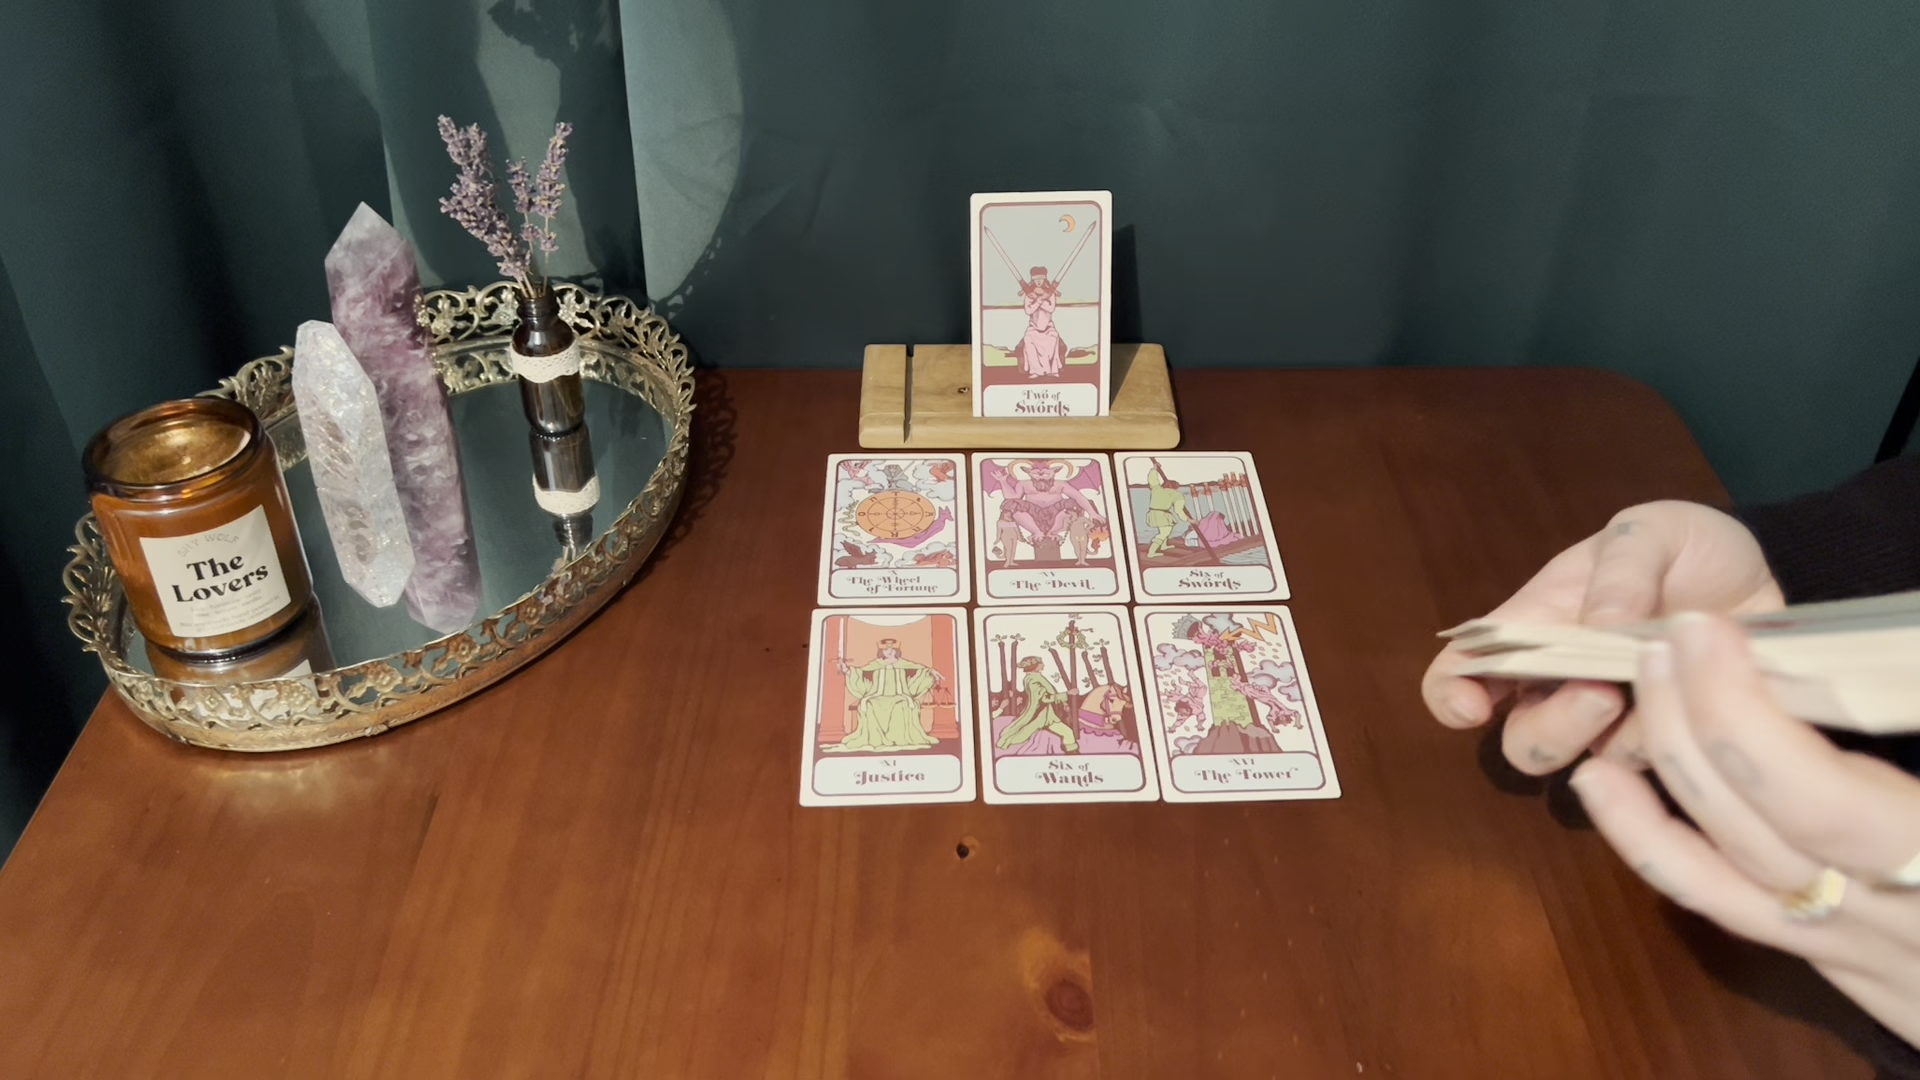 SHY WOLF
The
Lovers
Two of
Swords
X
The Wheel
of Fortune
XV
The Devil
Six of
Swords
XI
Justice
Six of
Wands
XVI
The Tower